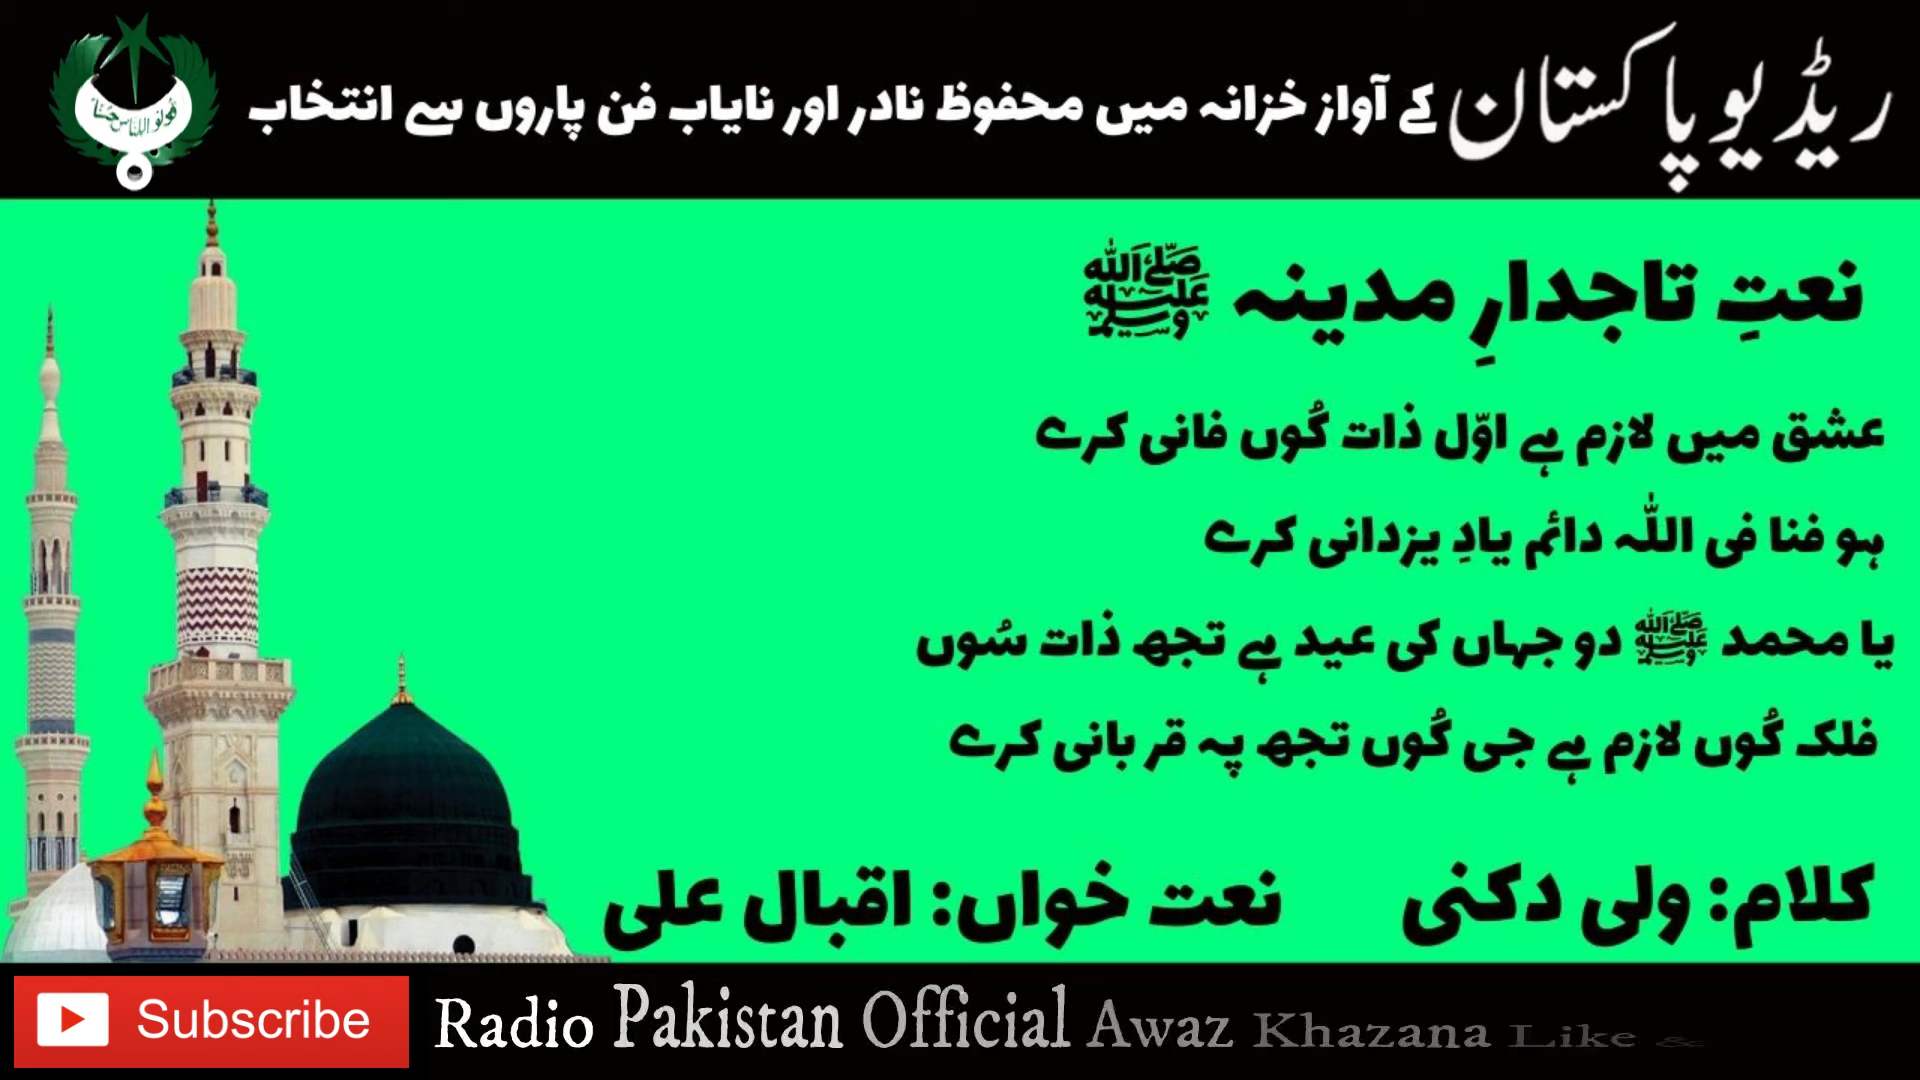 ریڈیو پاکستان کے آواز خزانہ میں محفوظ نادر اور نایاب فن پاروں سے انتخاب
نعتِ تاجدارِ مدینہ ﷺ
عشق میں لازم ہے اوّل ذات کُوں فانی کرے
ہو فنا فی اللہ دائم یادِ یزدانی کرے
یا محمد ﷺ دو جہاں کی عید ہے تجھ ذات سُوں
فلک کُوں لازم ہے جی کُوں تجھ پہ قربانی کرے
کلام: ولی دکنی نعت خواں: اقبال علی
Subscribe Radio Pakistan Official Awaz Khazana Like &